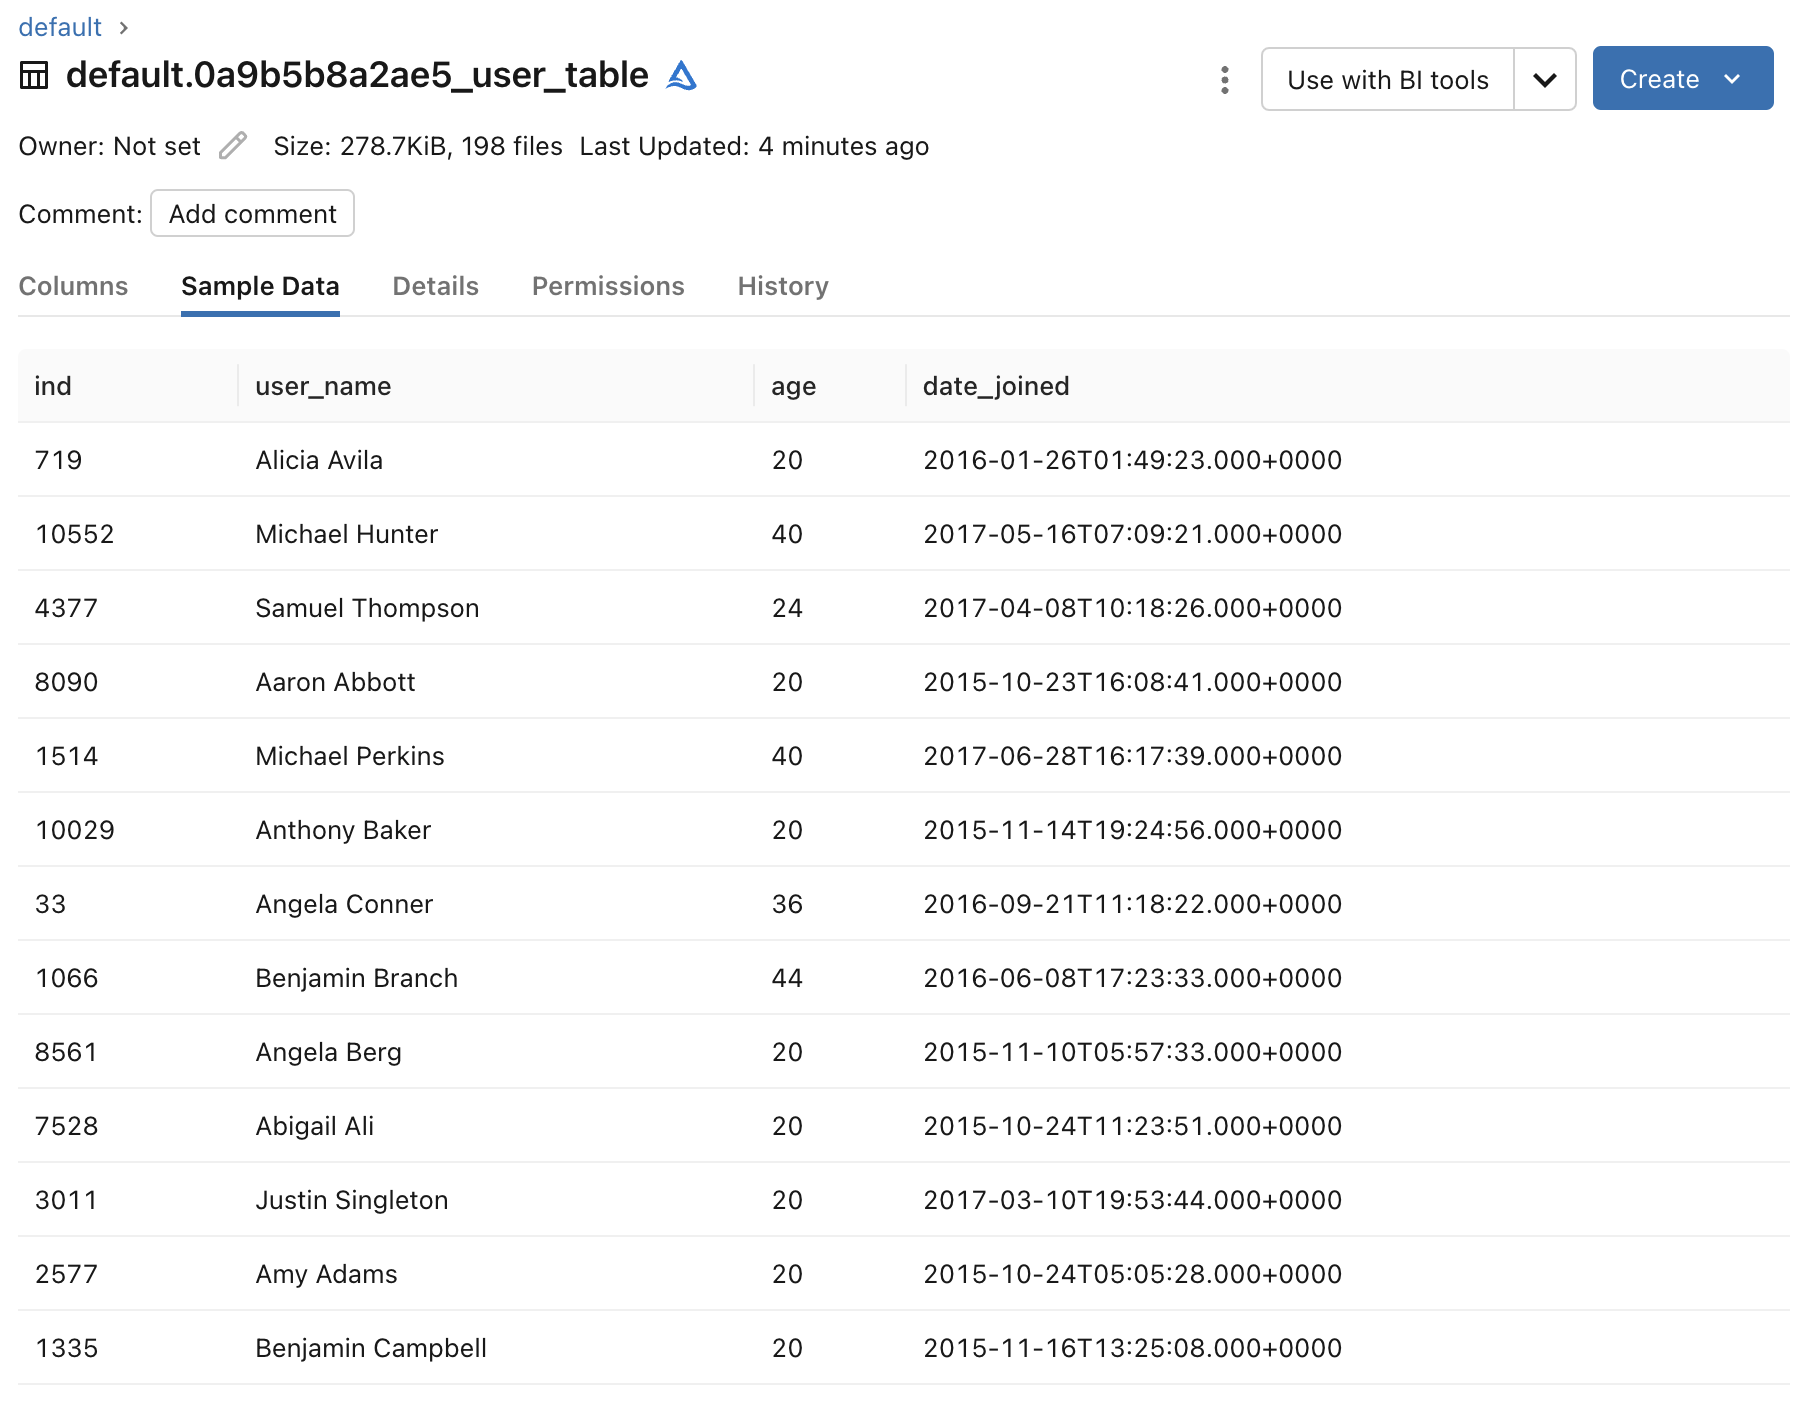 default
default.0a9b5b8a2ae5_user_table
Use with BI tools
Create
Owner: Not set Size: 278.7KiB, 198 files Last Updated: 4 minutes ago
Comment: Add comment
Columns Sample Data Details Permissions History
ind user_name age date_joined
719 Alicia Avila 20 2016-01-26T01:49:23.000+0000
10552 Michael Hunter 40 2017-05-16T07:09:21.000+0000
4377 Samuel Thompson 24 2017-04-08T10:18:26.000+0000
8090 Aaron Abbott 20 2015-10-23T16:08:41.000+0000
1514 Michael Perkins 40 2017-06-28T16:17:39.000+0000
10029 Anthony Baker 20 2015-11-14T19:24:56.000+0000
33 Angela Conner 36 2016-09-21T11:18:22.000+0000
1066 Benjamin Branch 44 2016-06-08T17:23:33.000+0000
8561 Angela Berg 20 2015-11-10T05:57:33.000+0000
7528 Abigail Ali 20 2015-10-24T11:23:51.000+0000
3011 Justin Singleton 20 2017-03-10T19:53:44.000+0000
2577 Amy Adams 20 2015-10-24T05:05:28.000+0000
1335 Benjamin Campbell 20 2015-11-16T13:25:08.000+0000